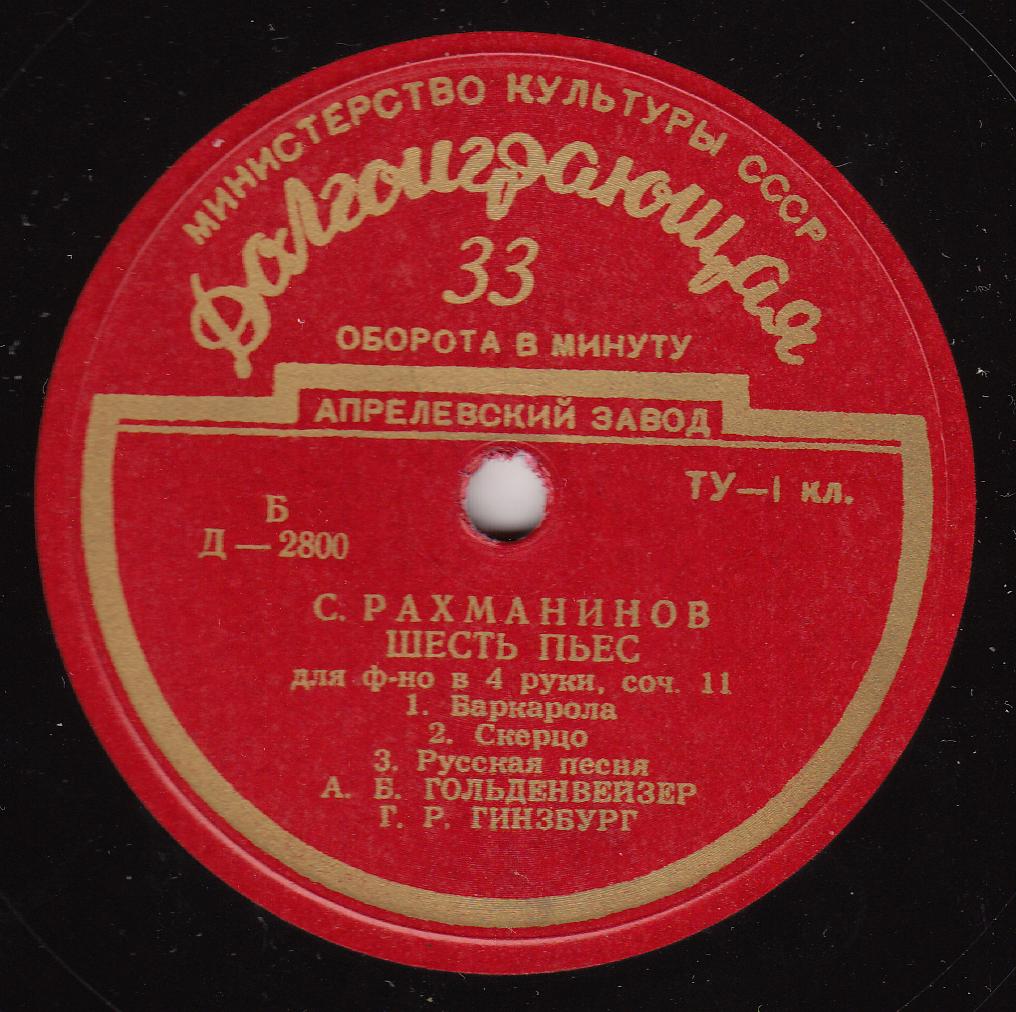 МИНИСТЕРСТВО КУЛЬТУРЫ СССР
Долгоиграющая
33
ОБОРОТА В МИНУТУ
АПРЕЛЕВСКИЙ ЗАВОД
ТУ—1 кл.
Б
Д — 2800
С. РАХМАНИНОВ
ШЕСТЬ ПЬЕС
для ф-но в 4 руки, соч. 11
1. Баркарола
2. Скерцо
3. Русская песня
А. Б. ГОЛЬДЕНВЕЙЗЕР
Г. Р. ГИНЗБУРГ